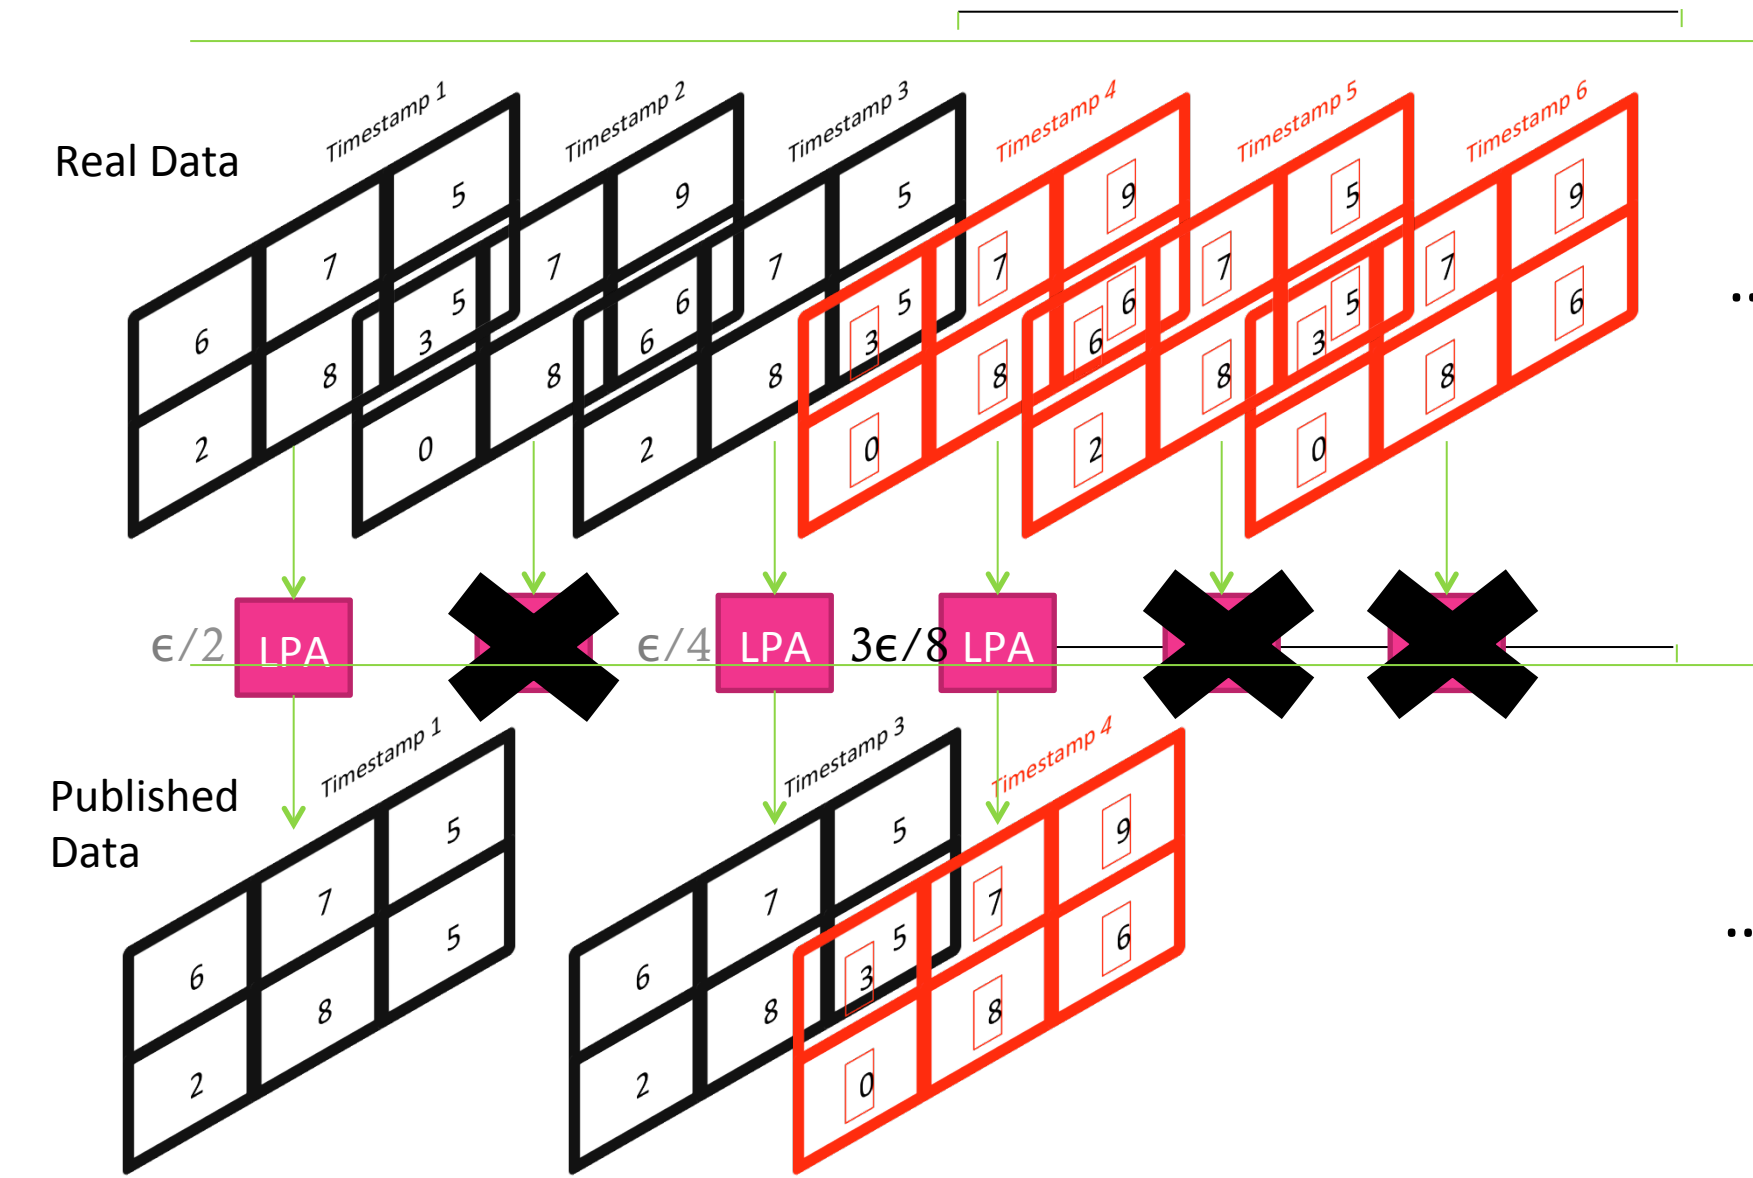 Timestamp 1
Timestamp 2
Timestamp 3
Timestamp 4
Timestamp 5
Timestamp 6
Real Data
6 7 5
2 8 5
3 7 9
0 8 6
6 7 5
2 8 5
3 7 9
0 8 6
6 7 5
2 8 5
3 7 9
0 8 6
...
ϵ/2 LPA
ϵ/4 LPA
3ϵ/8 LPA
Timestamp 1
Timestamp 3
Timestamp 4
Published
Data
6 7 5
2 8 5
6 7 5
2 8 5
3 7 9
0 8 6
..